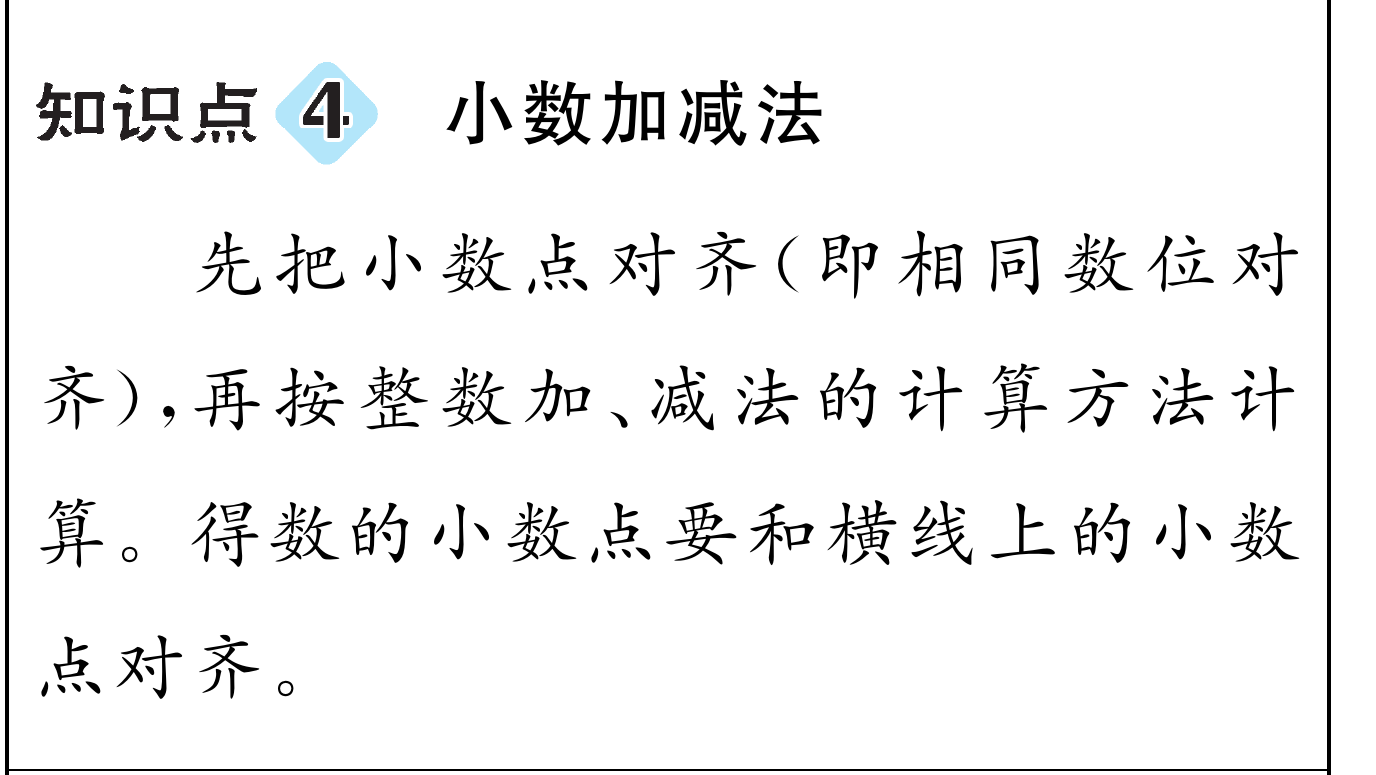 知识点 4 小数加减法
先把小数点对齐(即相同数位对
齐),再按整数加、减法的计算方法计
算。得数的小数点要和横线上的小数
点对齐。